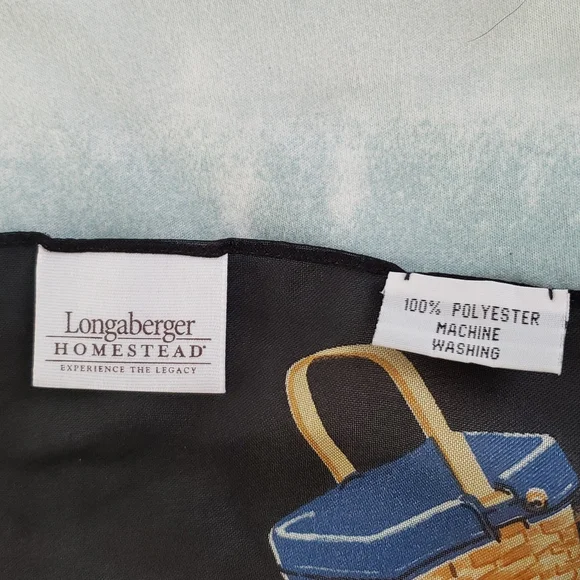 Longaberger
HOMESTEAD®
EXPERIENCE THE LEGACY
100% POLYESTER
MACHINE
WASHING